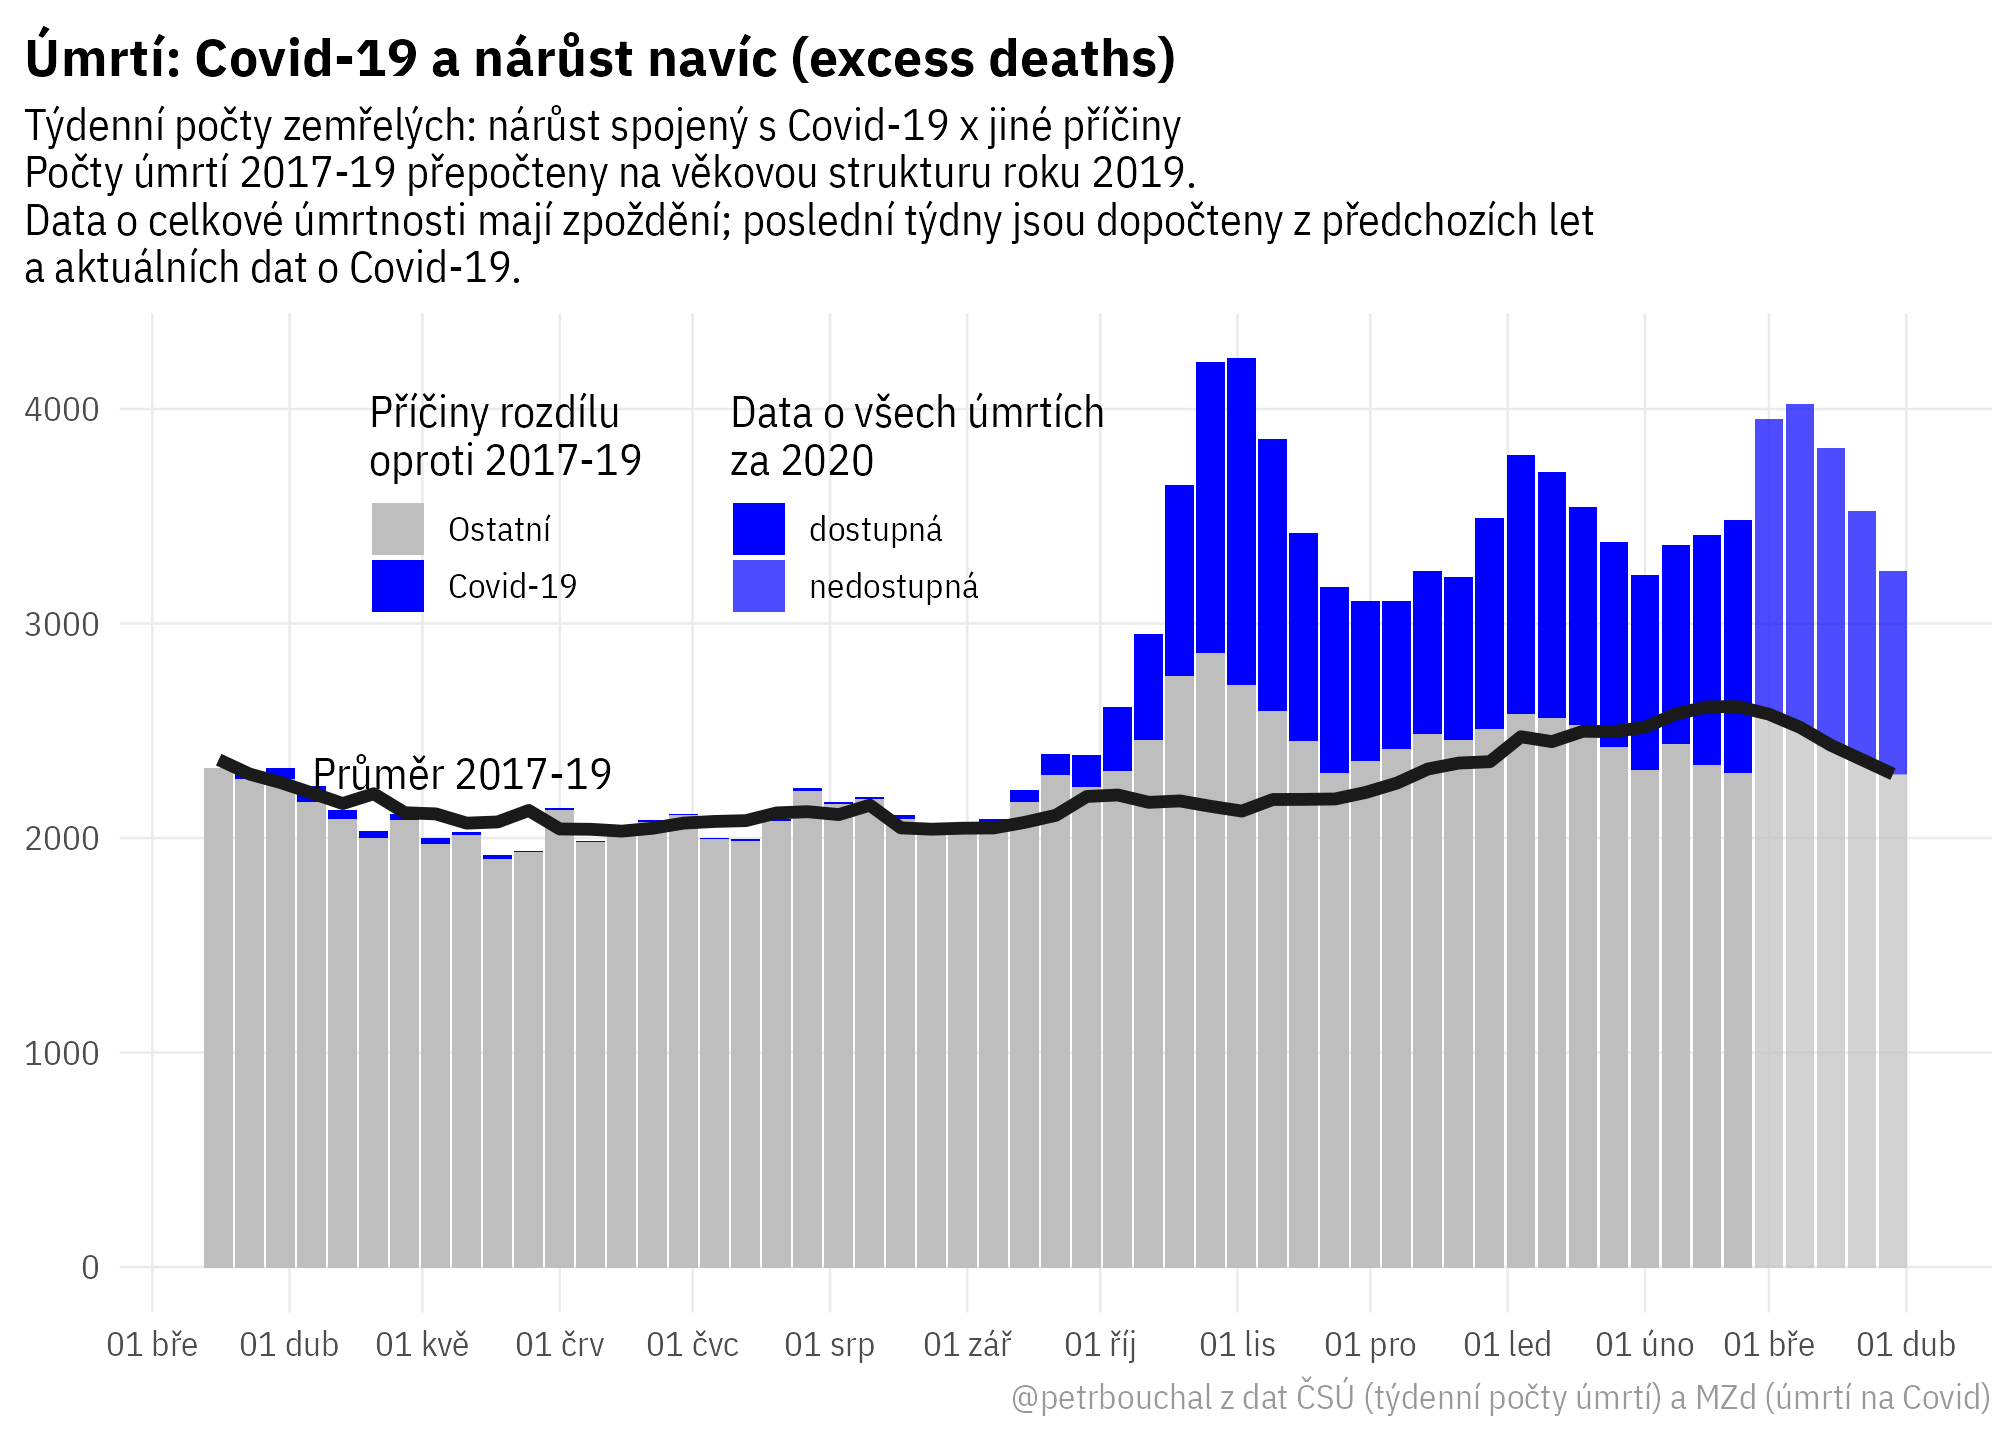 Úmrtí: Covid-19 a nárůst navíc (excess deaths)
Týdenní počty zemřelých: nárůst spojený s Covid-19 x jiné příčiny
Počty úmrtí 2017-19 přepočteny na věkovou strukturu roku 2019.
Data o celkové úmrtnosti mají zpoždění; poslední týdny jsou dopočteny z předchozích let
a aktuálních dat o Covid-19.
Příčiny rozdílu
oproti 2017-19
Ostatní
Covid-19
Data o všech úmrtích
za 2020
dostupná
nedostupná
4000
3000
2000
1000
0
Průměr 2017-19
01 bře 01 dub 01 kvě 01 črv 01 čvc 01 srp 01 zář 01 říj 01 lis 01 pro 01 led 01 úno 01 bře 01 dub
@petrbouchal z dat ČSÚ (týdenní počty úmrtí) a MZd (úmrtí na Covid)